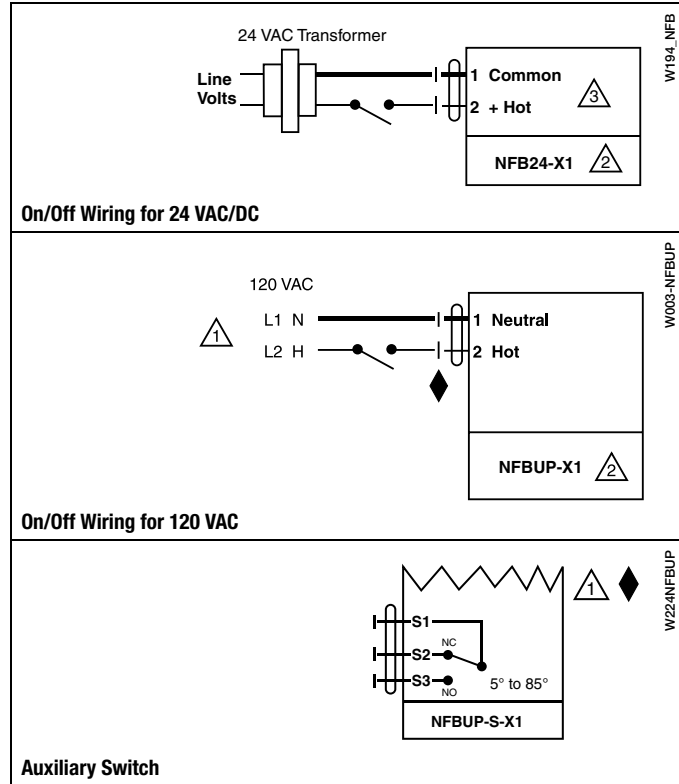 W194_NFB
24 VAC Transformer
Line
Volts
1 Common
2 + Hot
3
NFB24-X1
2
On/Off Wiring for 24 VAC/DC
W003-NFBUP
120 VAC
1
L1 N
L2 H
1 Neutral
2 Hot
NFBUP-X1
2
On/Off Wiring for 120 VAC
W224NFBUP
1
S1
S2
NC
S3
NO
5° to 85°
NFBUP-S-X1
Auxiliary Switch